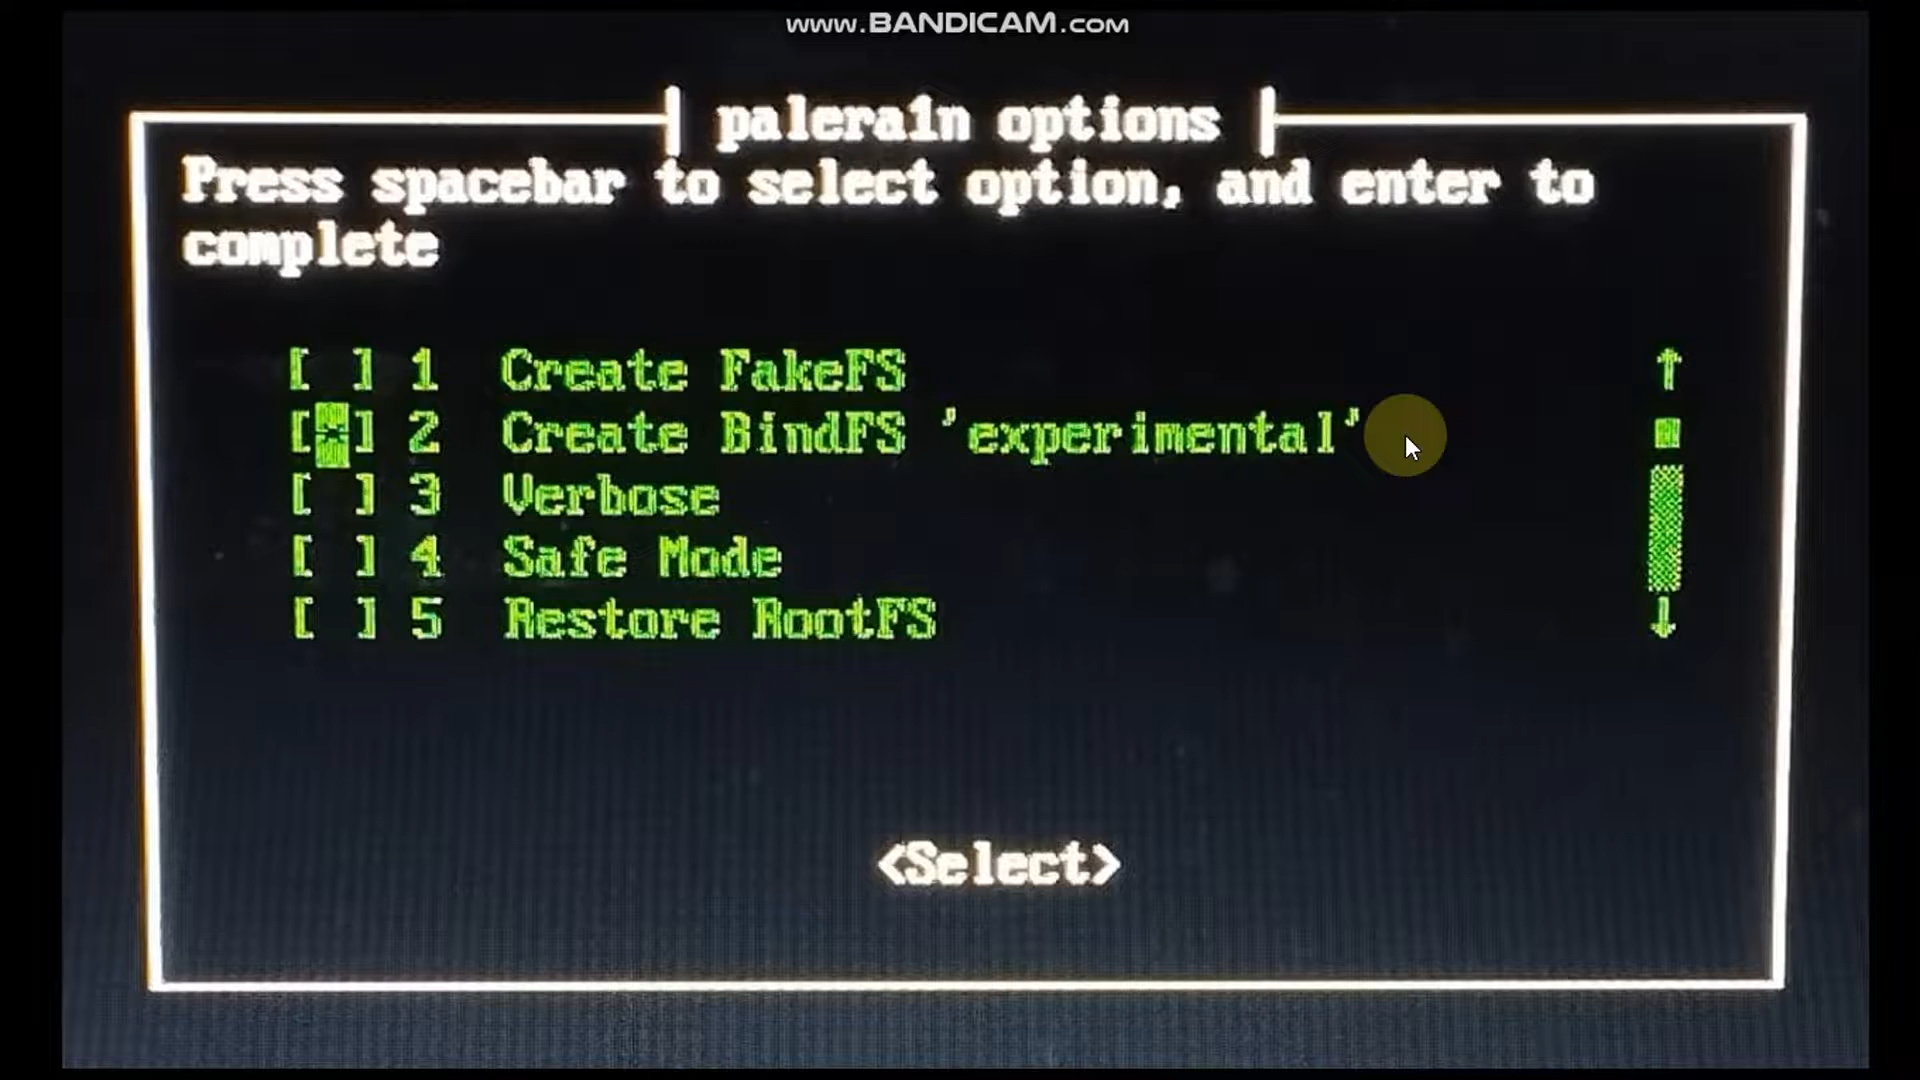 www.BANDICAM.com
palera1n options
Press spacebar to select option, and enter to
complete
[ ] 1 Create FakeFS
[*] 2 Create BindFS 'experimental'
[ ] 3 Verbose
[ ] 4 Safe Mode
[ ] 5 Restore RootFS
<Select>